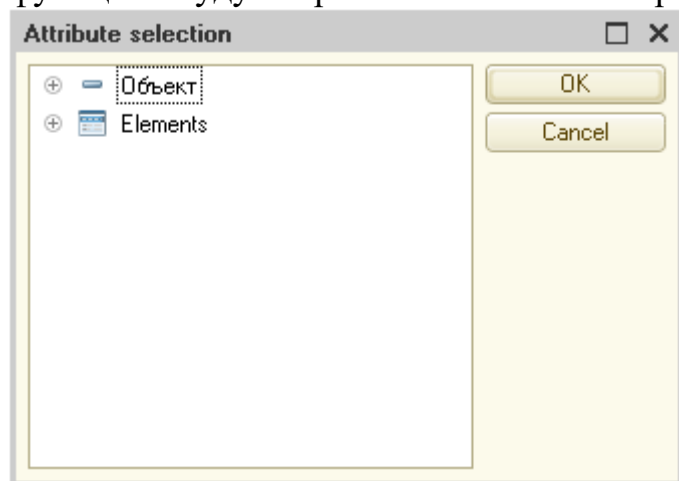 Attribute selection
Объект
OK
Elements
Cancel